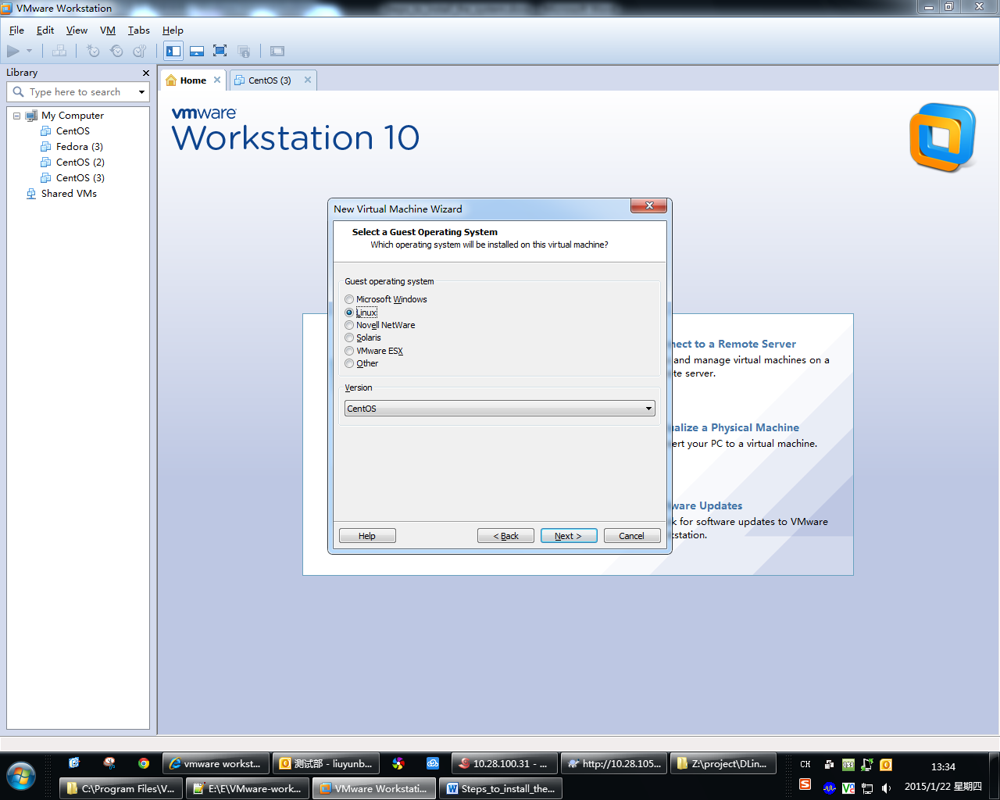 VMware Workstation
File Edit View VM Tabs Help
Library
Type here to search
My Computer
CentOS
Fedora (3)
CentOS (2)
CentOS (3)
Shared VMs
Home
CentOS (3)
vmware
Workstation 10
New Virtual Machine Wizard
Select a Guest Operating System
Which operating system will be installed on this virtual machine?
Guest operating system
Microsoft Windows
Linux
Novell NetWare
Solaris
VMware ESX
Other
Version
CentOS
Help < Back Next > Cancel
nect to a Remote Server
and manage virtual machines on a
te server.
ualize a Physical Machine
ert your PC to a virtual machine.
ware Updates
k for software updates to VMware
station.
vmware workst...
测试部 - liuyunb...
10.28.100.31 - ...
http://10.28.105...
Z:\project\DLin...
CH
13:34
C:\Program Files\V...
E:\E\VMware-work...
VMware Workstati...
Steps_to_install_the...
2015/1/22 星期四